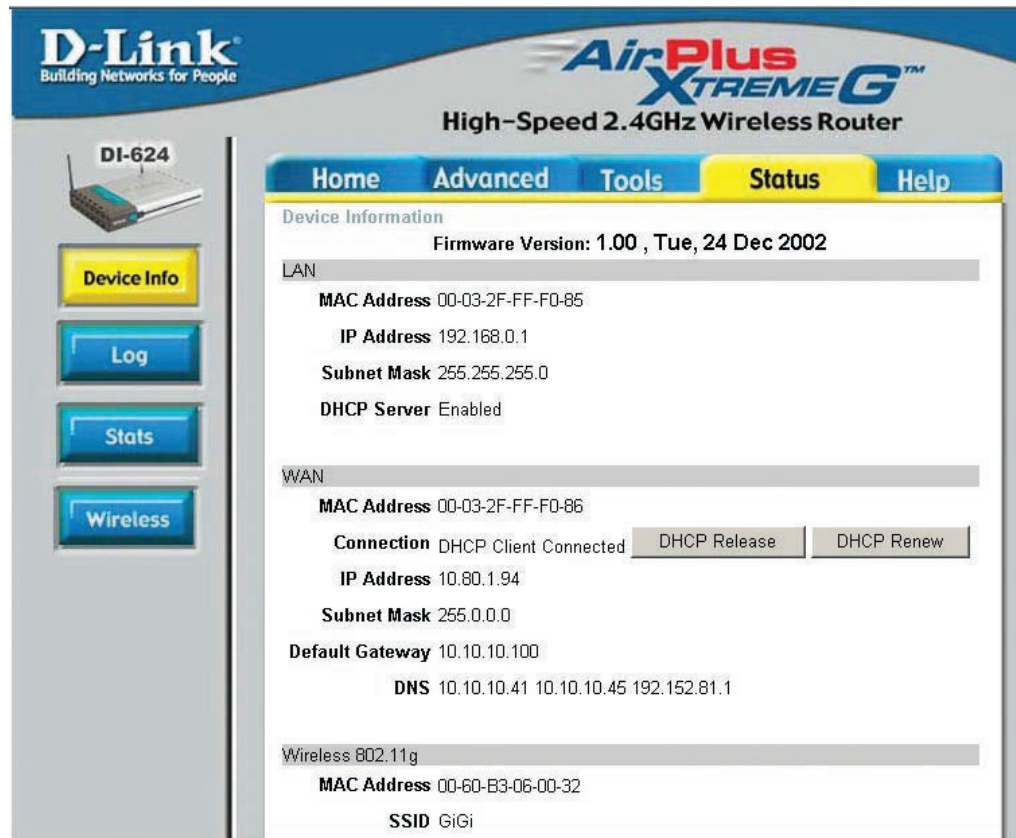 D-Link
Building Networks for People
AirPlus
XTREME G™
High-Speed 2.4GHz Wireless Router
DI-624
Home Advanced Tools Status Help
Device Info
Log
Stats
Wireless
Device Information
Firmware Version: 1.00 , Tue, 24 Dec 2002
LAN
MAC Address 00-03-2F-FF-F0-85
IP Address 192.168.0.1
Subnet Mask 255.255.255.0
DHCP Server Enabled
WAN
MAC Address 00-03-2F-FF-F0-86
Connection DHCP Client Connected DHCP Release DHCP Renew
IP Address 10.80.1.94
Subnet Mask 255.0.0.0
Default Gateway 10.10.10.100
DNS 10.10.10.41 10.10.10.45 192.152.81.1
Wireless 802.11g
MAC Address 00-60-B3-06-00-32
SSID GiGi